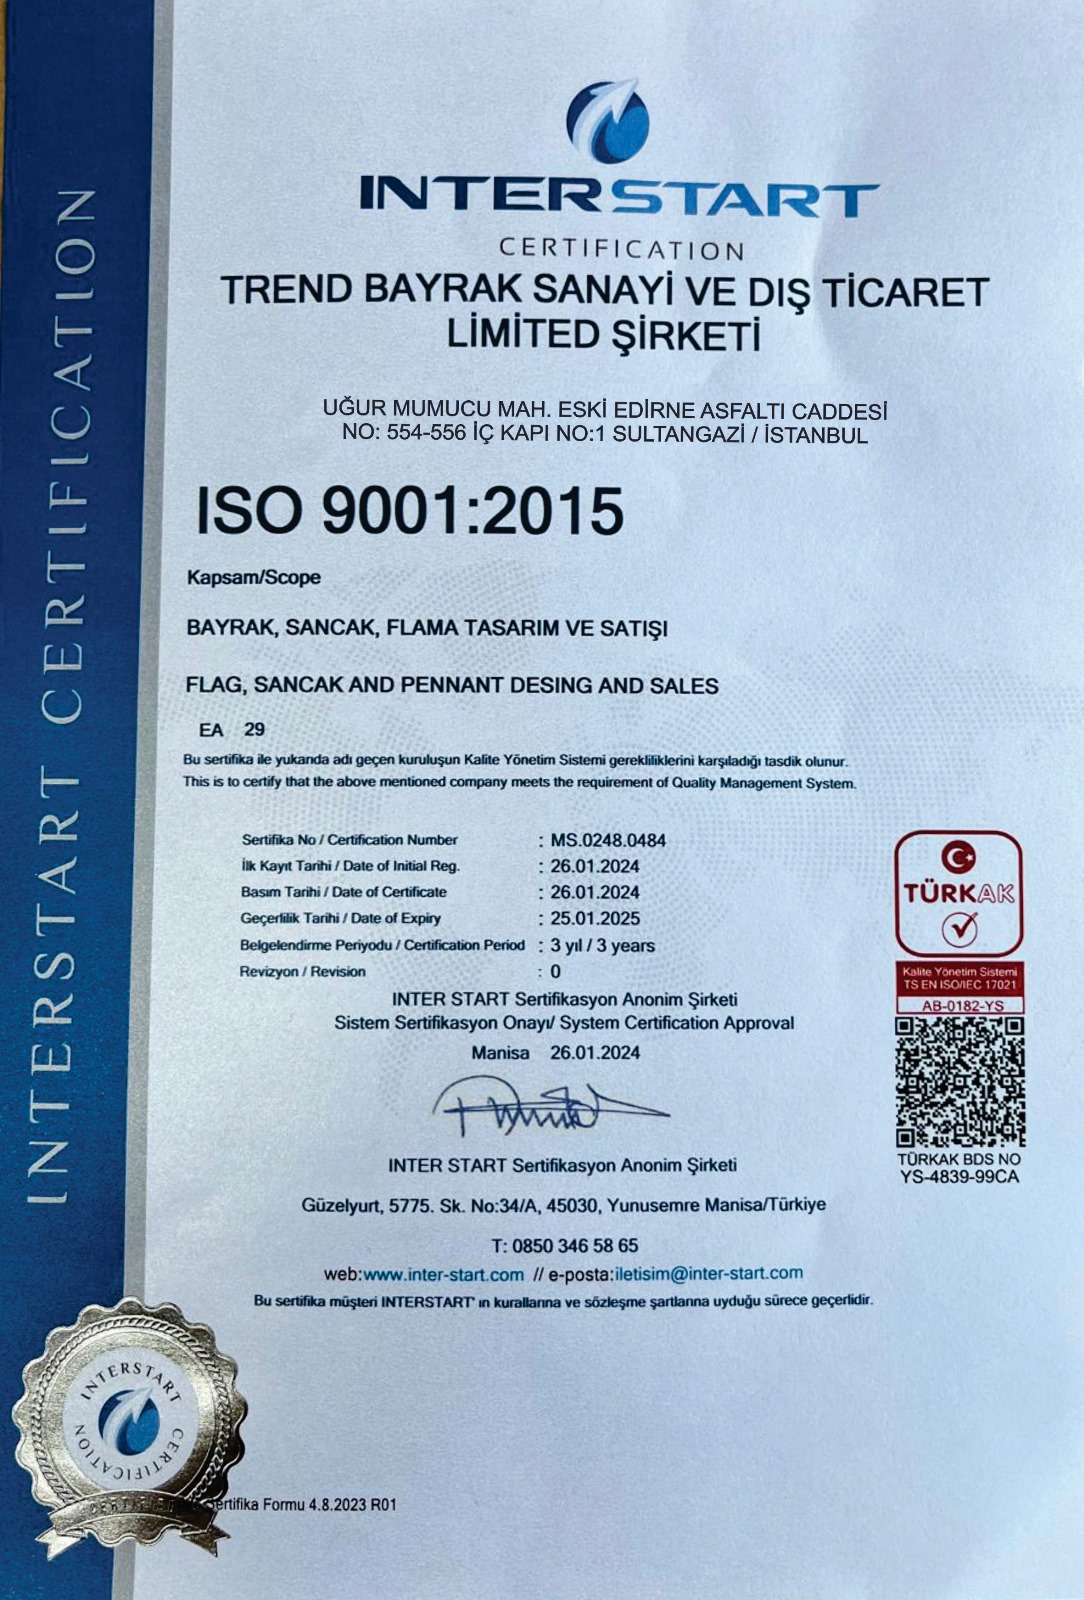 INTERSTART CERTIFICATION
INTERSTART
CERTIFICATION
TREND BAYRAK SANAYİ VE DIŞ TİCARET
LİMİTED ŞİRKETİ
UĞUR MUMUCU MAH. ESKİ EDİRNE ASFALTI CADDESİ
NO: 554-556 İÇ KAPI NO:1 SULTANGAZİ / İSTANBUL
ISO 9001:2015
Kapsam/Scope
BAYRAK, SANCAK, FLAMA TASARIM VE SATIŞI
FLAG, SANCAK AND PENNANT DESING AND SALES
EA 29
Bu sertifika ile yukarıda adı geçen kuruluşun Kalite Yönetim Sistemi gerekliliklerini karşıladığı tasdik olunur.
This is to certify that the above mentioned company meets the requirement of Quality Management System.
Sertifika No / Certification Number : MS.0248.0484
İlk Kayıt Tarihi / Date of Initial Reg. : 26.01.2024
Basım Tarihi / Date of Certificate : 26.01.2024
Geçerlilik Tarihi / Date of Expiry : 25.01.2025
Belgelendirme Periyodu / Certification Period : 3 yıl / 3 years
Revizyon / Revision : 0
TÜRKAK
Kalite Yönetim Sistemi
TS EN ISO/IEC 17021
AB-0182-YS
TÜRKAK BDS NO
YS-4839-99CA
INTER START Sertifikasyon Anonim Şirketi
Sistem Sertifikasyon Onayı/ System Certification Approval
Manisa 26.01.2024
INTER START Sertifikasyon Anonim Şirketi
Güzelyurt, 5775. Sk. No:34/A, 45030, Yunusemre Manisa/Türkiye
T: 0850 346 58 65
web:www.inter-start.com // e-posta:iletisim@inter-start.com
Bu sertifika müşteri INTERSTART' ın kurallarına ve sözleşme şartlarına uyduğu sürece geçerlidir.
INTERSTART
CERTIFICATION
Sertifika Formu 4.8.2023 R01